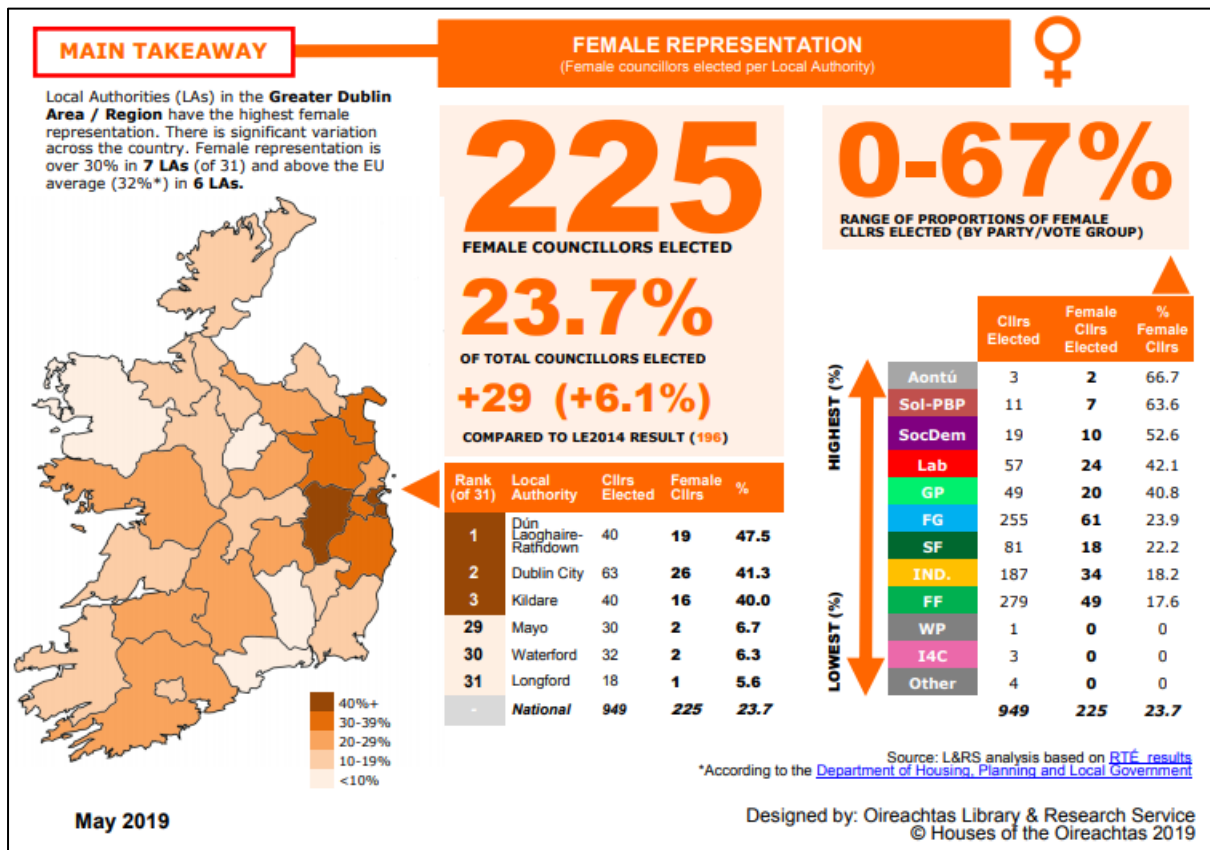 MAIN TAKEAWAY
FEMALE REPRESENTATION
(Female councillors elected per Local Authority)
Local Authorities (LAs) in the Greater Dublin
Area / Region have the highest female
representation. There is significant variation
across the country. Female representation is
over 30% in 7 LAs (of 31) and above the EU
average (32%*) in 6 LAs.
225
FEMALE COUNCILLORS ELECTED
23.7%
OF TOTAL COUNCILLORS ELECTED
+29 (+6.1%)
COMPARED TO LE2014 RESULT (196)
0-67%
RANGE OF PROPORTIONS OF FEMALE
CLLRS ELECTED (BY PARTY/VOTE GROUP)
40%+
30-39%
20-29%
10-19%
<10%
Rank (of 31) Local Authority Cllrs Elected Female Cllrs %
1 Dún Laoghaire-Rathdown 40 19 47.5
2 Dublin City 63 26 41.3
3 Kildare 40 16 40.0
29 Mayo 30 2 6.7
30 Waterford 32 2 6.3
31 Longford 18 1 5.6
- National 949 225 23.7
HIGHEST (%)
LOWEST (%)
Cllrs Elected Female Cllrs Elected % Female Cllrs
Aontú 3 2 66.7
Sol-PBP 11 7 63.6
SocDem 19 10 52.6
Lab 57 24 42.1
GP 49 20 40.8
FG 255 61 23.9
SF 81 18 22.2
IND. 187 34 18.2
FF 279 49 17.6
WP 1 0 0
I4C 3 0 0
Other 4 0 0
949 225 23.7
Source: L&RS analysis based on RTÉ results
*According to the Department of Housing, Planning and Local Government
May 2019
Designed by: Oireachtas Library & Research Service
© Houses of the Oireachtas 2019